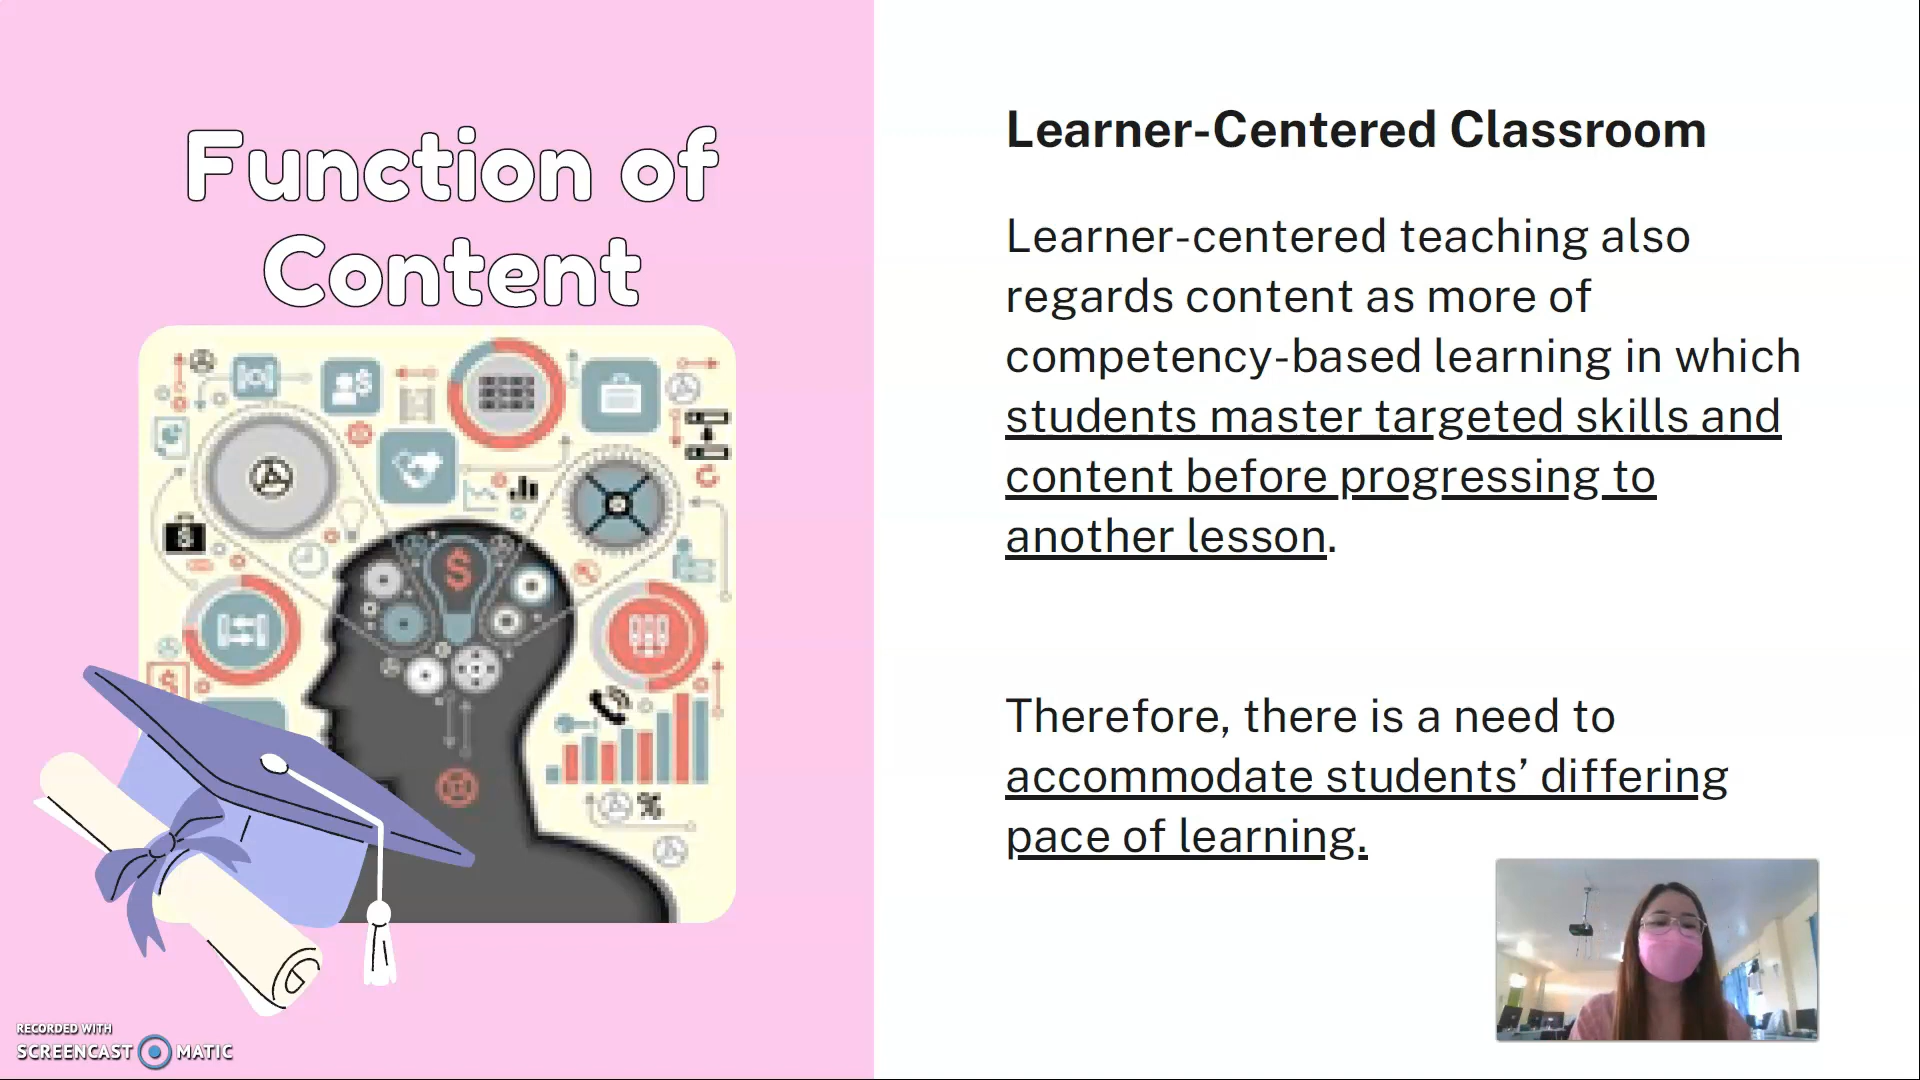 Function of
Content
Learner-Centered Classroom
Learner-centered teaching also
regards content as more of
competency-based learning in which
students master targeted skills and
content before progressing to
another lesson.
Therefore, there is a need to
accommodate students’ differing
pace of learning.
$
%
RECORDED WITH
SCREENCAST MATIC